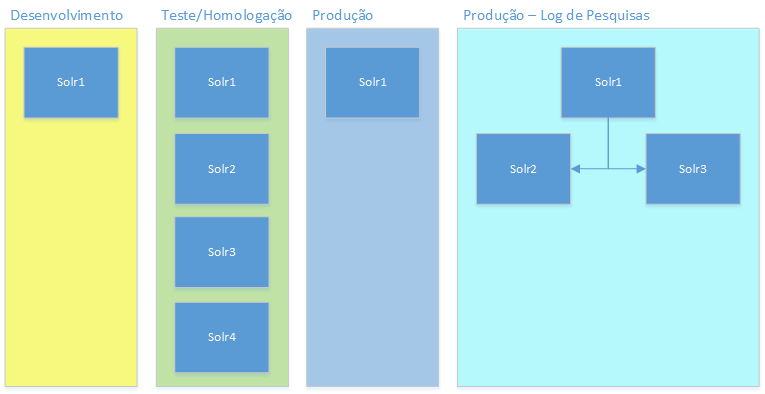 Desenvolvimento
Solr1
Teste/Homologação
Solr1
Solr2
Solr3
Solr4
Produção
Solr1
Produção – Log de Pesquisas
Solr1
Solr2
Solr3